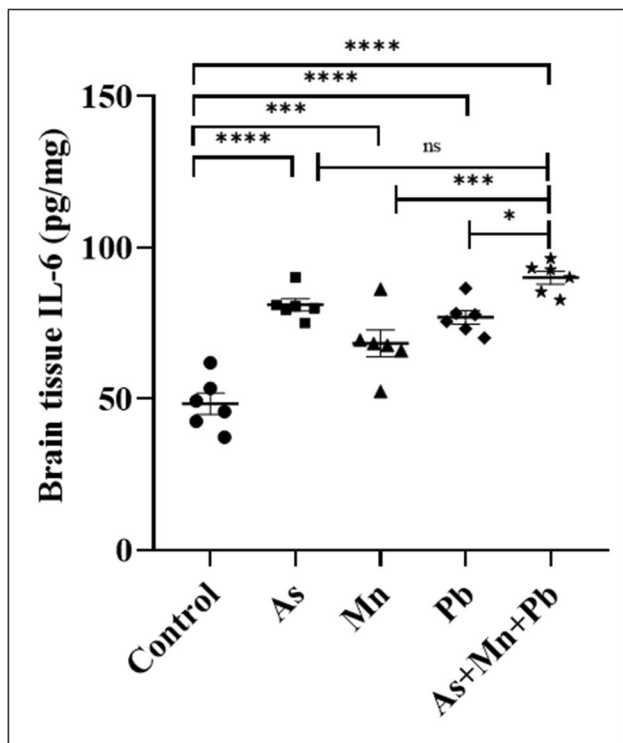 ****
****
***
****
ns
***
*
150
100
50
0
Brain tissue IL-6 (pg/mg)
Control
As
Mn
Pb
As+Mn+Pb